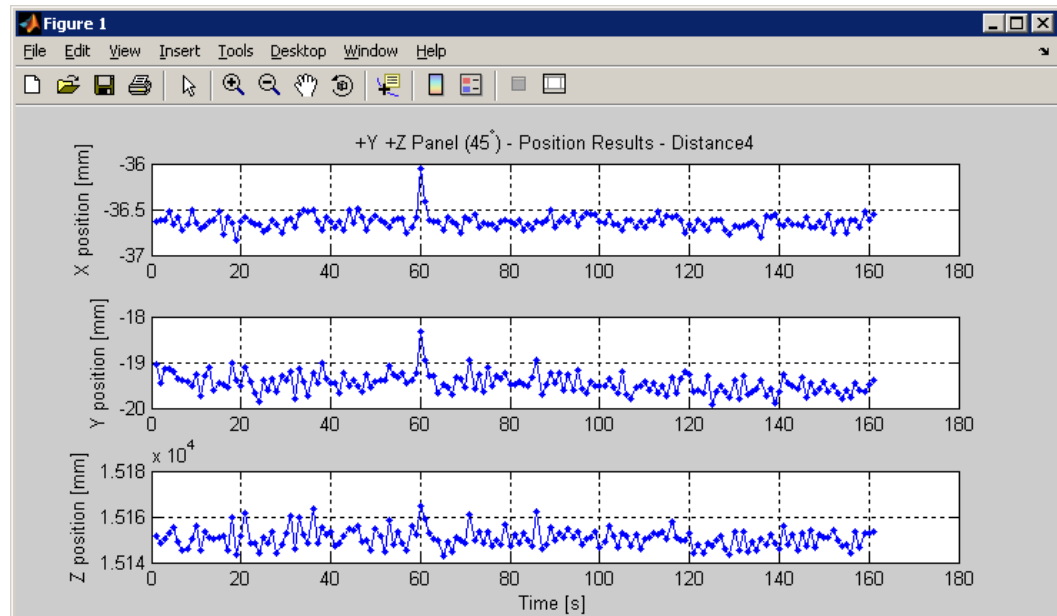 Figure 1
File Edit View Insert Tools Desktop Window Help
+Y +Z Panel (45°) - Position Results - Distance4
X position [mm]
-36
-36.5
-37
0 20 40 60 80 100 120 140 160 180
Y position [mm]
-18
-19
-20
0 20 40 60 80 100 120 140 160 180
x 10^4
Z position [mm]
1.518
1.516
1.514
0 20 40 60 80 100 120 140 160 180
Time [s]